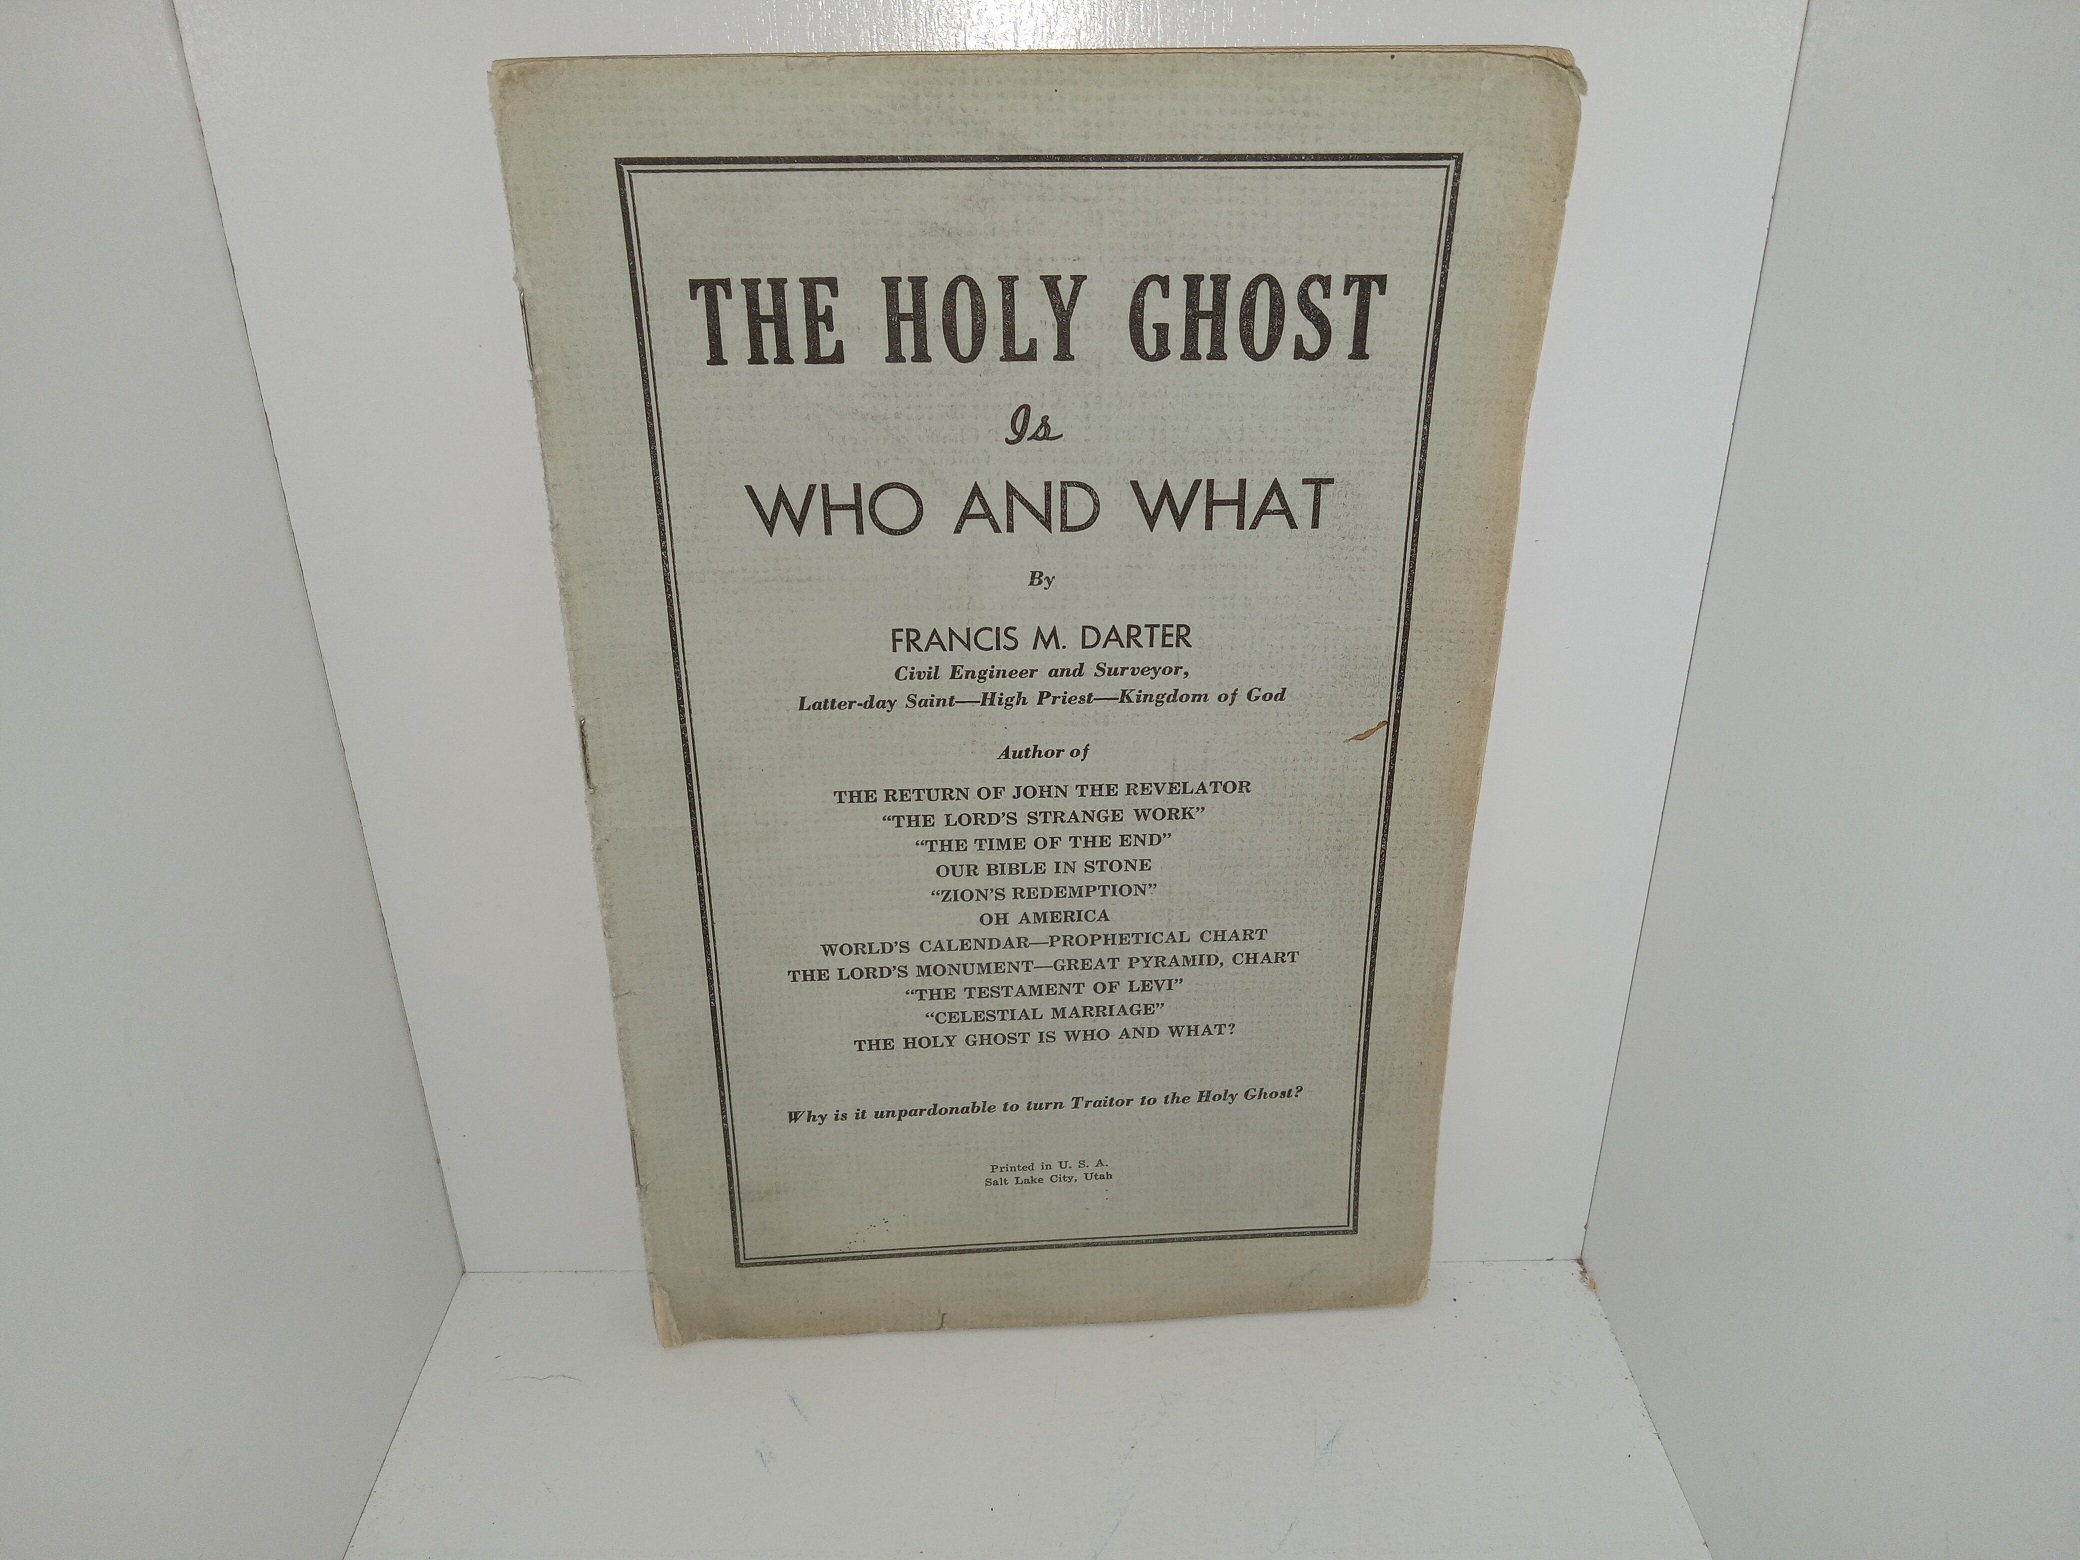 THE HOLY GHOST
Is
WHO AND WHAT
By
FRANCIS M. DARTER
Civil Engineer and Surveyor,
Latter-day Saint—High Priest—Kingdom of God
Author of
THE RETURN OF JOHN THE REVELATOR
“THE LORD’S STRANGE WORK”
“THE TIME OF THE END”
OUR BIBLE IN STONE
“ZION’S REDEMPTION”
OH AMERICA
WORLD’S CALENDAR—PROPHETICAL CHART
THE LORD’S MONUMENT—GREAT PYRAMID, CHART
“THE TESTAMENT OF LEVI”
“CELESTIAL MARRIAGE”
THE HOLY GHOST IS WHO AND WHAT?
Why is it unpardonable to turn Traitor to the Holy Ghost?
Printed in U. S. A.
Salt Lake City, Utah